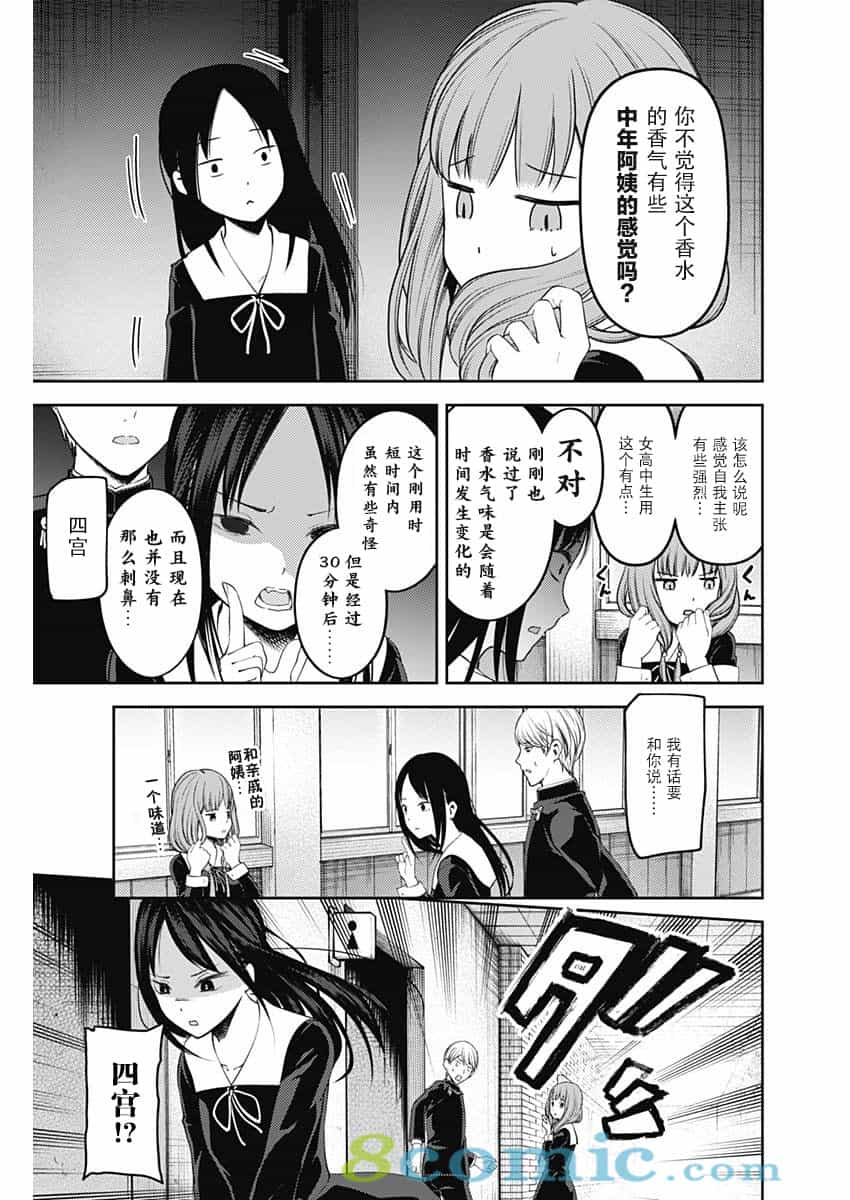 你不觉得这个香水
的香气有些
中年阿姨的感觉吗?
该怎么说呢
感觉自我主张
有些强烈…
女高中生用
这个有点…
くん
くん
不对
刚刚也
说过了
香水气味是会随着
时间发生变化的
这个刚用时
短时间内
虽然有些奇怪
但是经过
30分钟后…
而且现在
也并没有
那么刺鼻…
四宫
我有话要
和你说……
和亲戚的
阿姨…
一个味道…
四宫!?
8comic.com